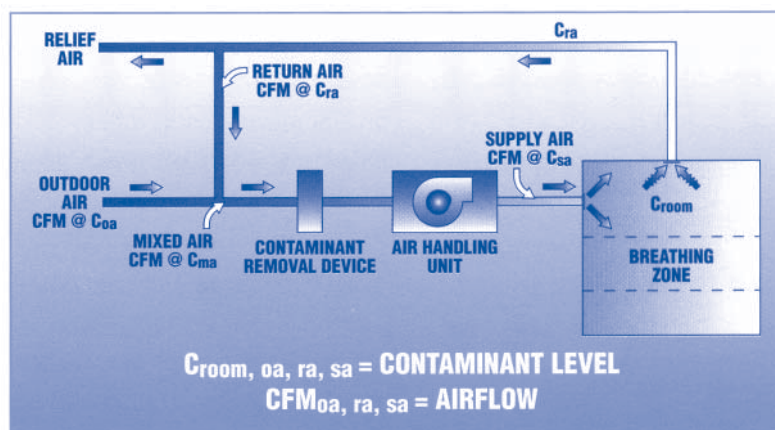 RELIEF
AIR
Cra
RETURN AIR
CFM @ Cra
SUPPLY AIR
CFM @ Csa
OUTDOOR
AIR
CFM @ Coa
MIXED AIR
CFM @ Cma
CONTAMINANT
REMOVAL DEVICE
AIR HANDLING
UNIT
Croom
BREATHING
ZONE
Croom, oa, ra, sa = CONTAMINANT LEVEL
CFMoa, ra, sa = AIRFLOW